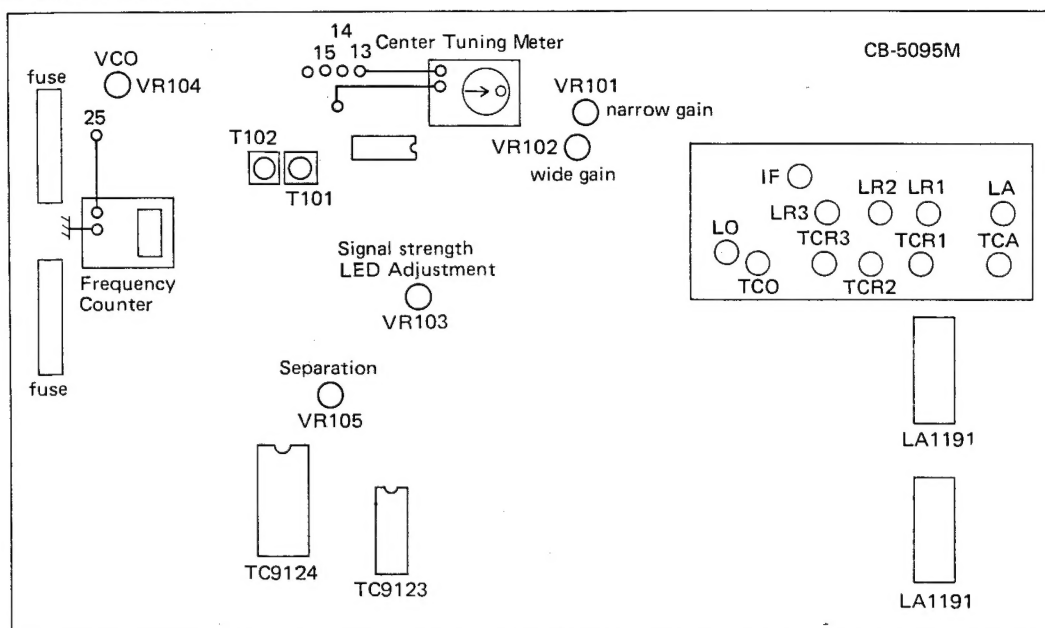 CB-5095M
VCO
VR104
fuse
25
14
15 13
Center Tuning Meter
VR101
narrow gain
VR102
wide gain
T102
T101
IF
LR2 LR1 LA
LR3
LO
TCR3 TCR1 TCA
TCO TCR2
Frequency
Counter
Signal strength
LED Adjustment
VR103
fuse
Separation
VR105
LA1191
TC9124
TC9123
LA1191